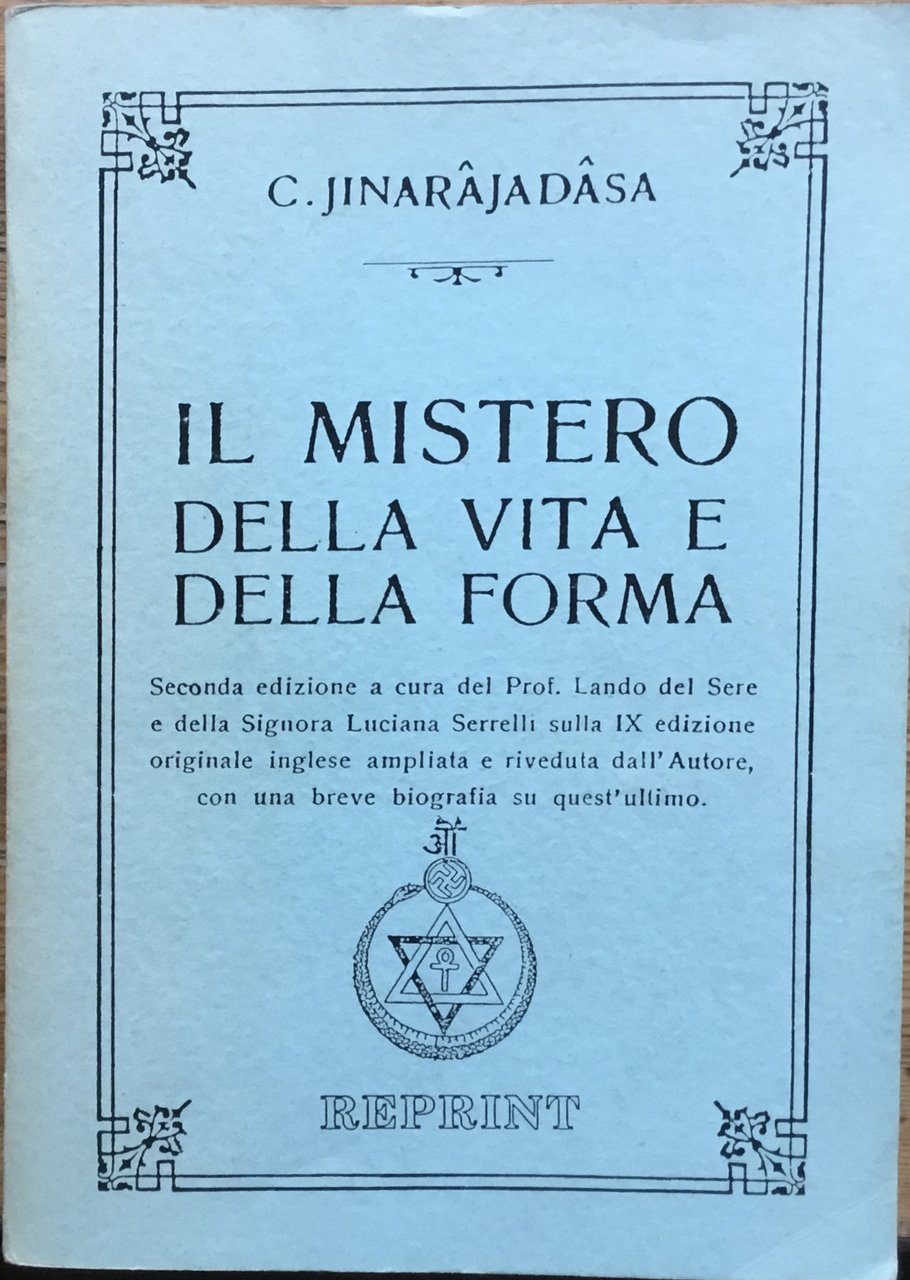 C. JINARÂJADÂSA
IL MISTERO
DELLA VITA E
DELLA FORMA
Seconda edizione a cura del Prof. Lando del Sere
e della Signora Luciana Serrelli sulla IX edizione
originale inglese ampliata e riveduta dall'Autore,
con una breve biografia su quest'ultimo.
ओं
REPRINT